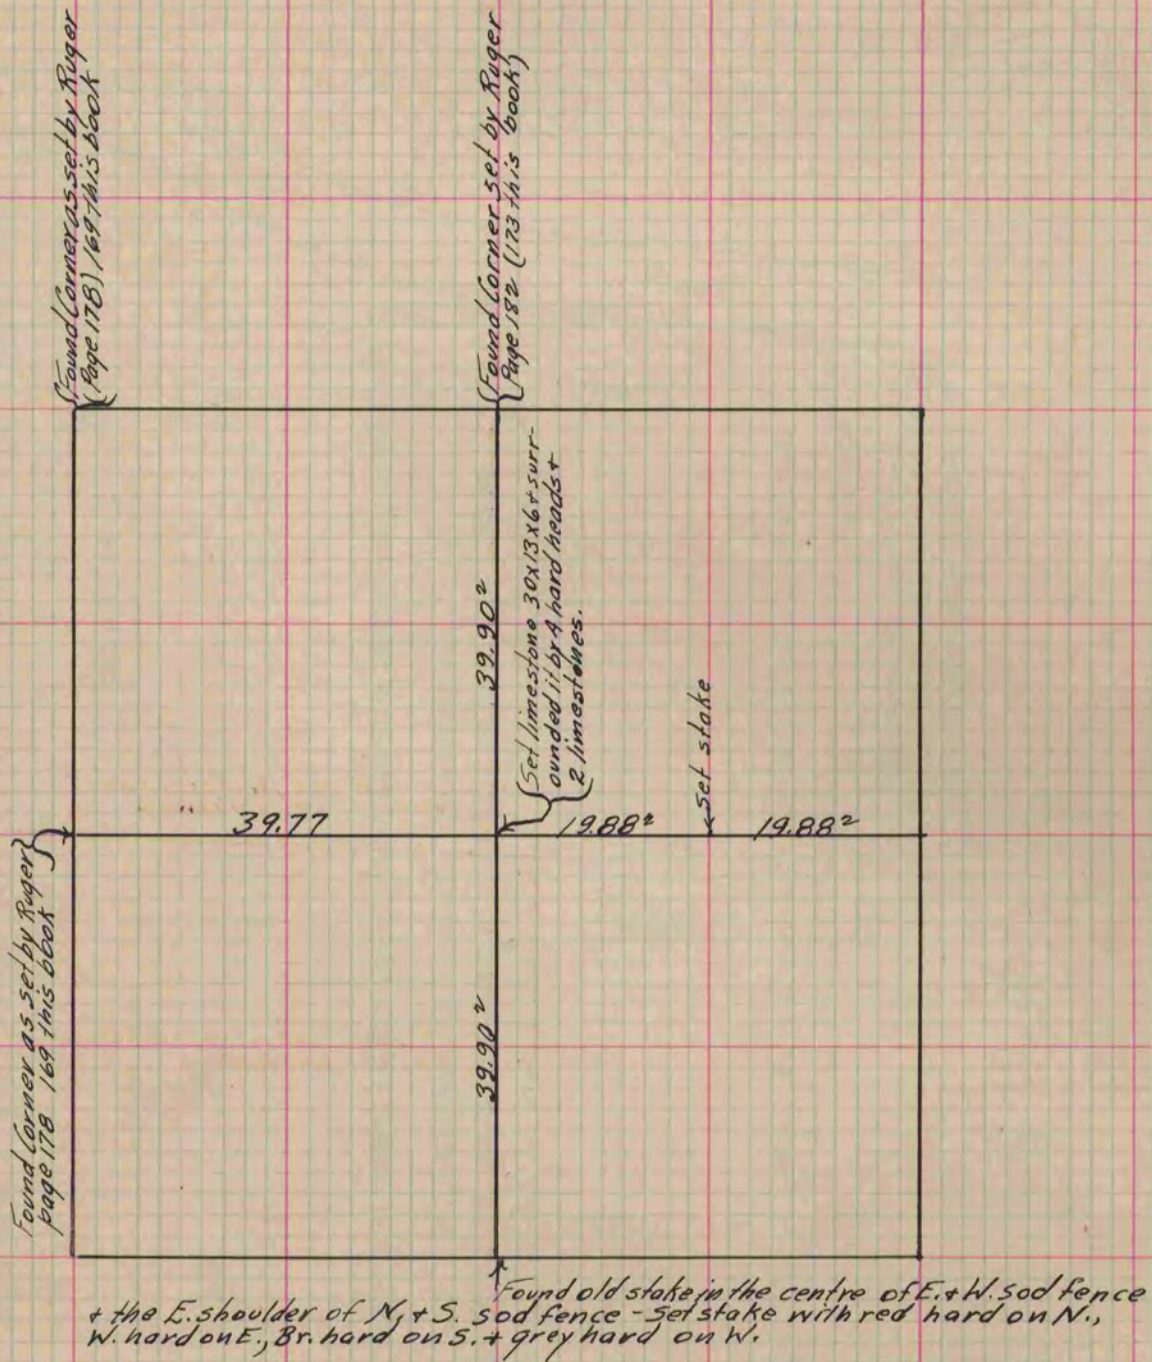 Found Corner as set by Ruger
(Page 178) 169 this book
Found Corner set by Ruger
Page 182 (173 this book)
Set limestone 30x13x6 + surr-
ounded it by 4 hard heads +
2 limestones.
39.90²
Set stake
39.77
19.88²
19.88²
Found Corner as set by Ruger
page 178 169 this book
39.90²
Found old stake in the centre of E. + W. sod fence
+ the E. shoulder of N, + S. sod fence - Set stake with red hard on N.,
W. hard on E., Br. hard on S. + grey hard on W.